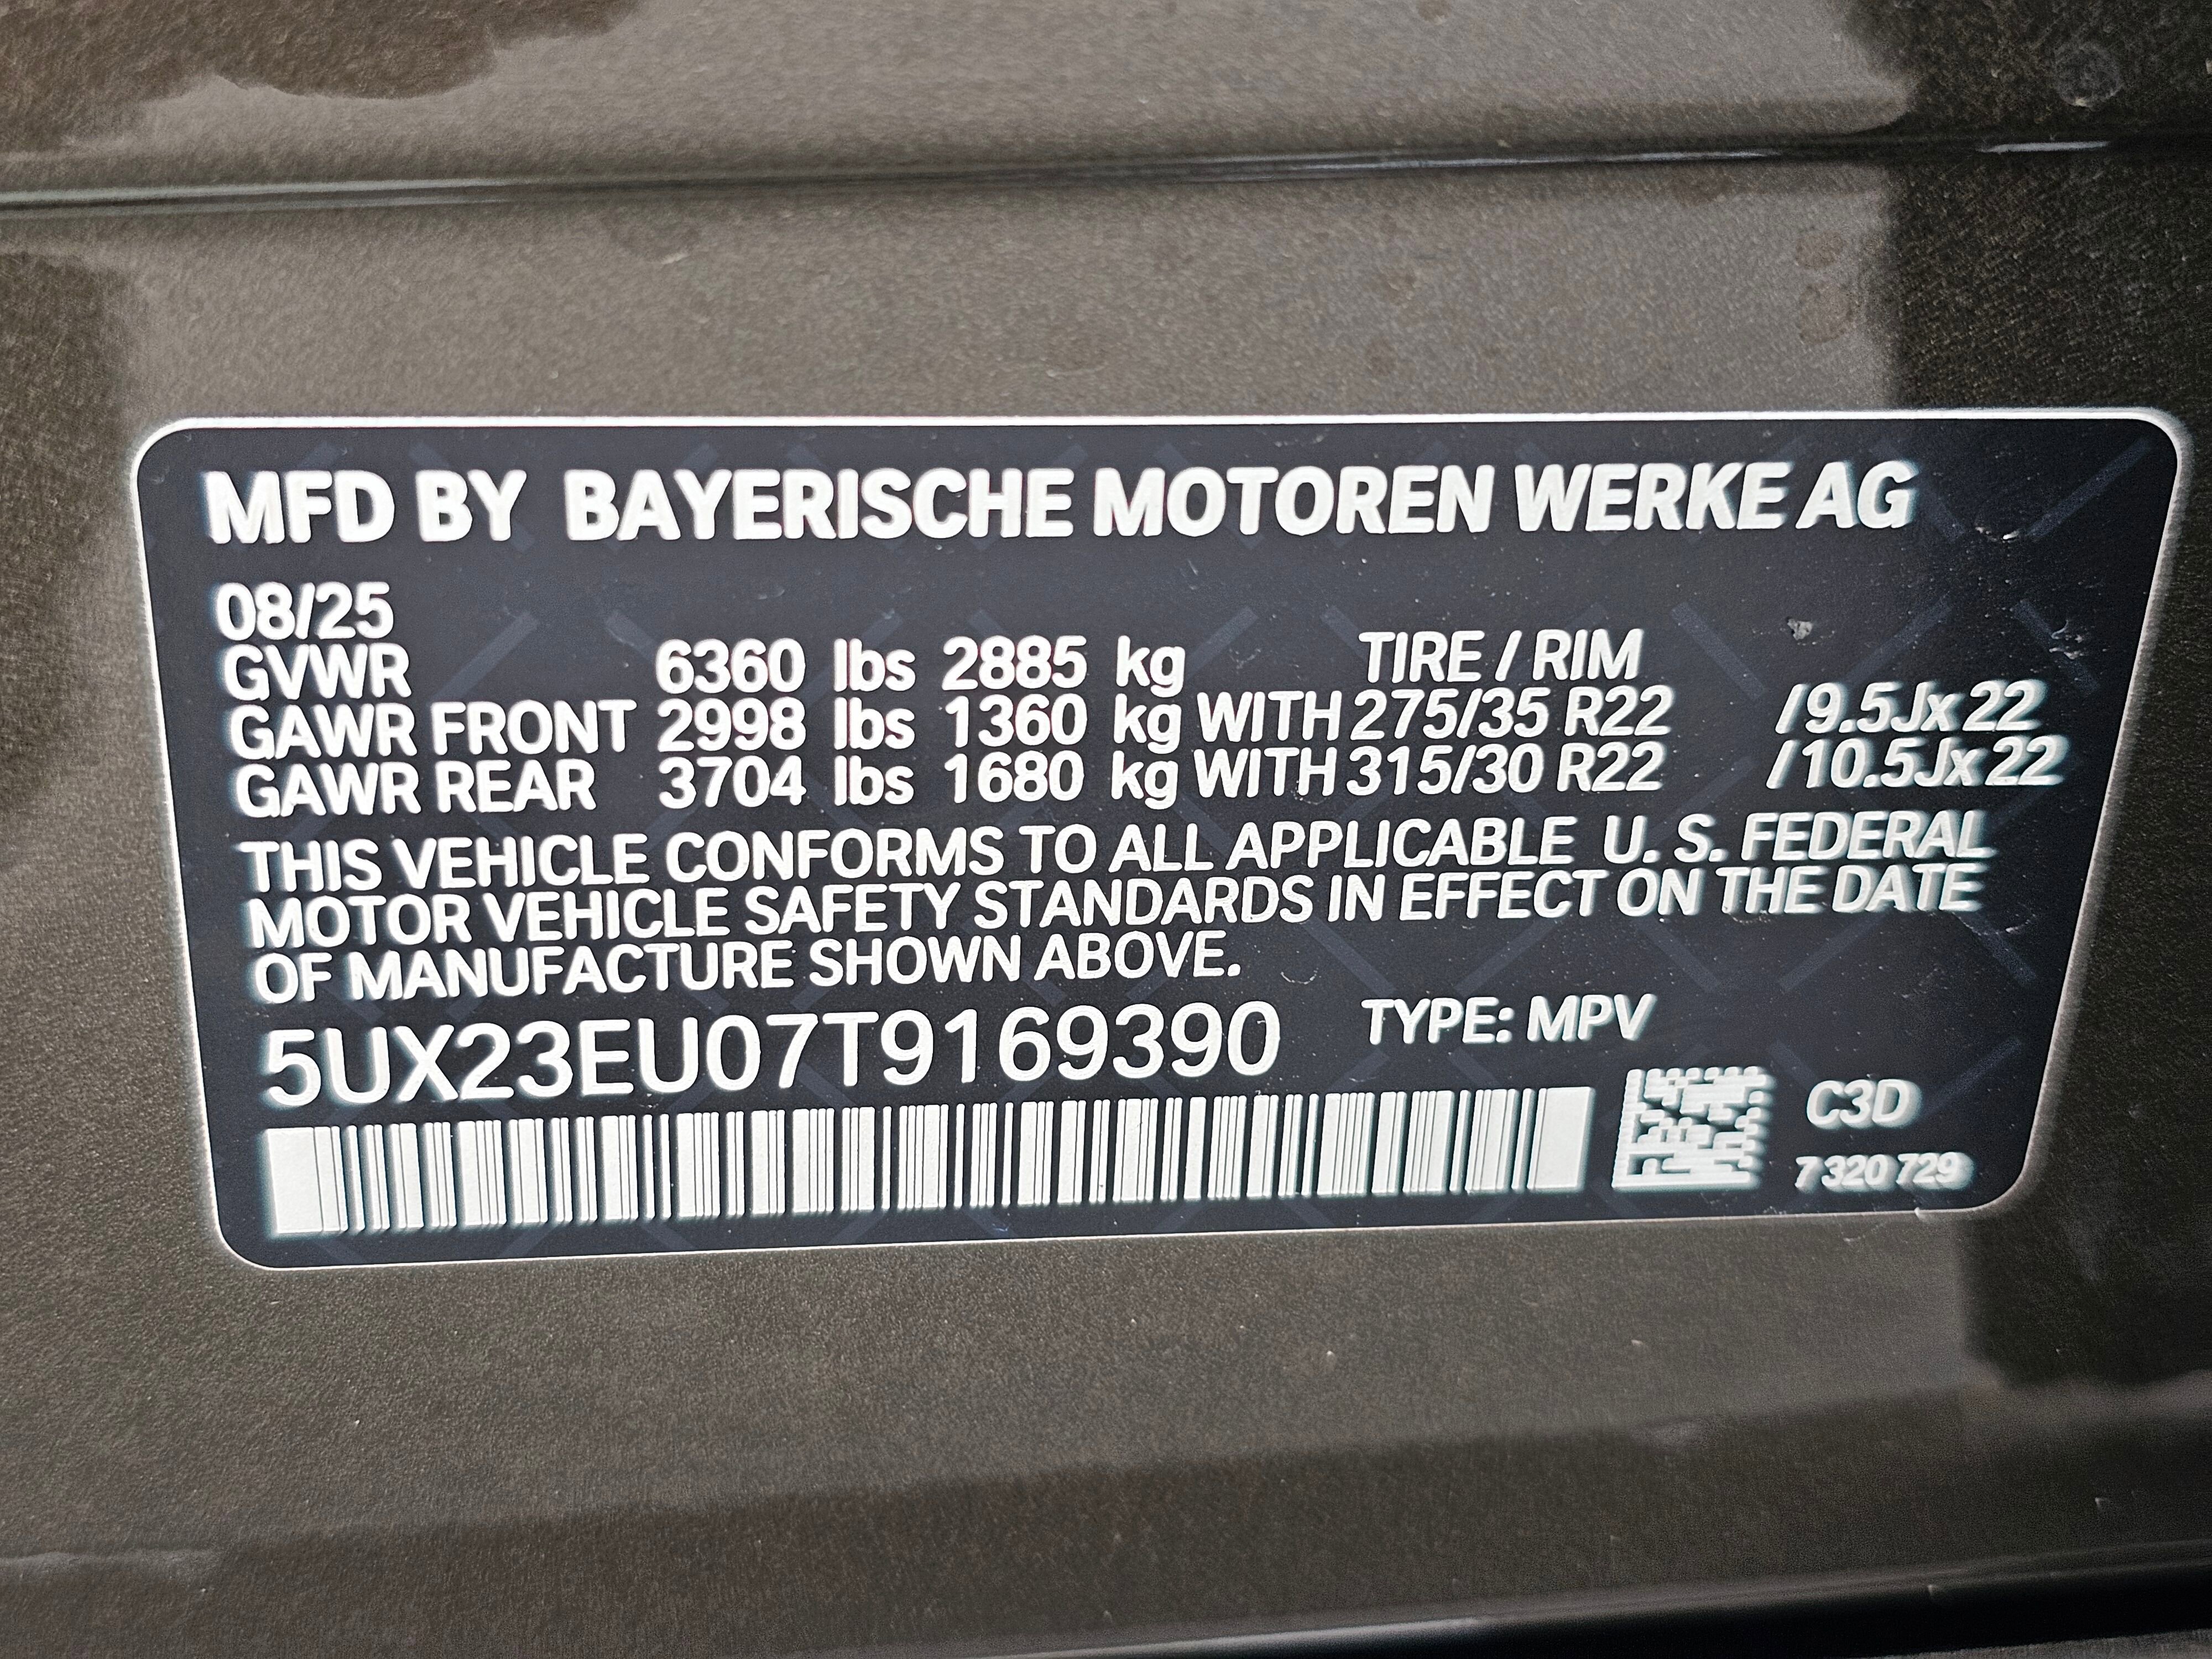 MFD BY BAYERISCHE MOTOREN WERKE AG
08/25
GVWR 6360 lbs 2885 kg TIRE / RIM
GAWR FRONT 2998 lbs 1360 kg WITH 275/35 R22 /9.5Jx22
GAWR REAR 3704 lbs 1680 kg WITH 315/30 R22 /10.5Jx22
THIS VEHICLE CONFORMS TO ALL APPLICABLE U. S. FEDERAL
MOTOR VEHICLE SAFETY STANDARDS IN EFFECT ON THE DATE
OF MANUFACTURE SHOWN ABOVE.
5UX23EU07T9169390 TYPE: MPV
C3D
7 320 729